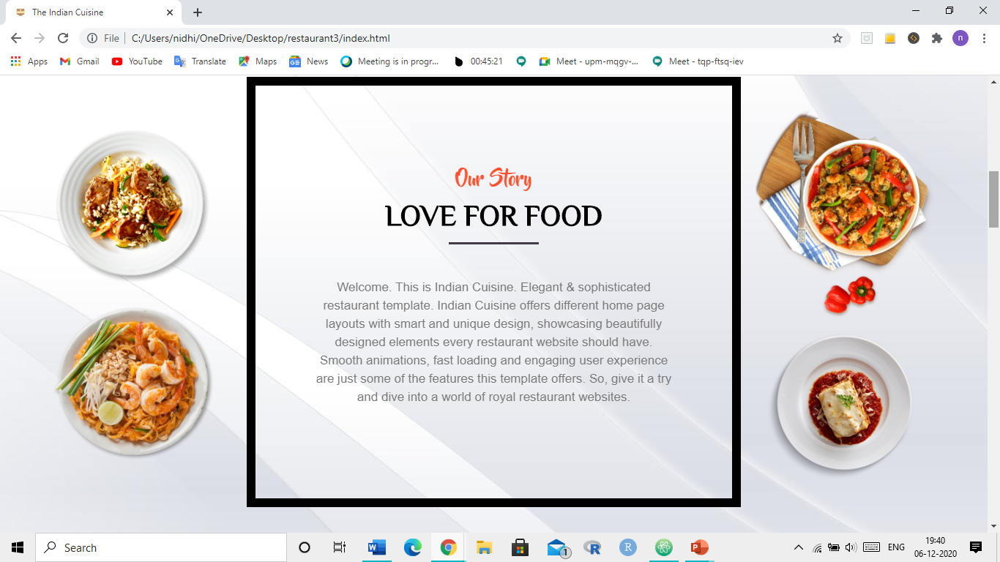 The Indian Cuisine
File
C:/Users/nidhi/OneDrive/Desktop/restaurant3/index.html
n
Apps
Gmail
YouTube
Translate
Maps
News
Meeting is in progr...
00:45:21
Meet - upm-mqgv-...
Meet - tqp-ftsq-iev
Our Story
LOVE FOR FOOD
Welcome. This is Indian Cuisine. Elegant & sophisticated
restaurant template. Indian Cuisine offers different home page
layouts with smart and unique design, showcasing beautifully
designed elements every restaurant website should have.
Smooth animations, fast loading and engaging user experience
are just some of the features this template offers. So, give it a try
and dive into a world of royal restaurant websites.
Search
1
ENG
19:40
06-12-2020